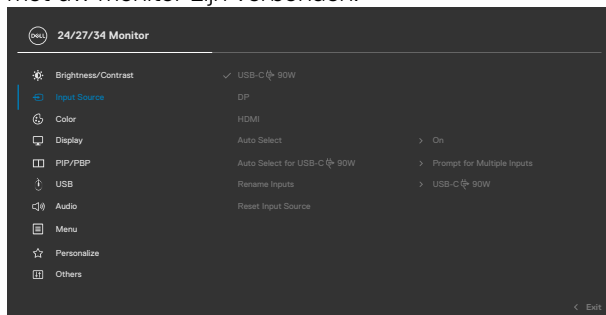 met uw monitor zijn verbonden.
DELL 24/27/34 Monitor
Brightness/Contrast ✓ USB-C 90W
Input Source DP
Color HDMI
Display Auto Select > On
PIP/PBP Auto Select for USB-C 90W > Prompt for Multiple Inputs
USB Rename Inputs > USB-C 90W
Audio Reset Input Source
Menu
Personalize
Others
< Exit